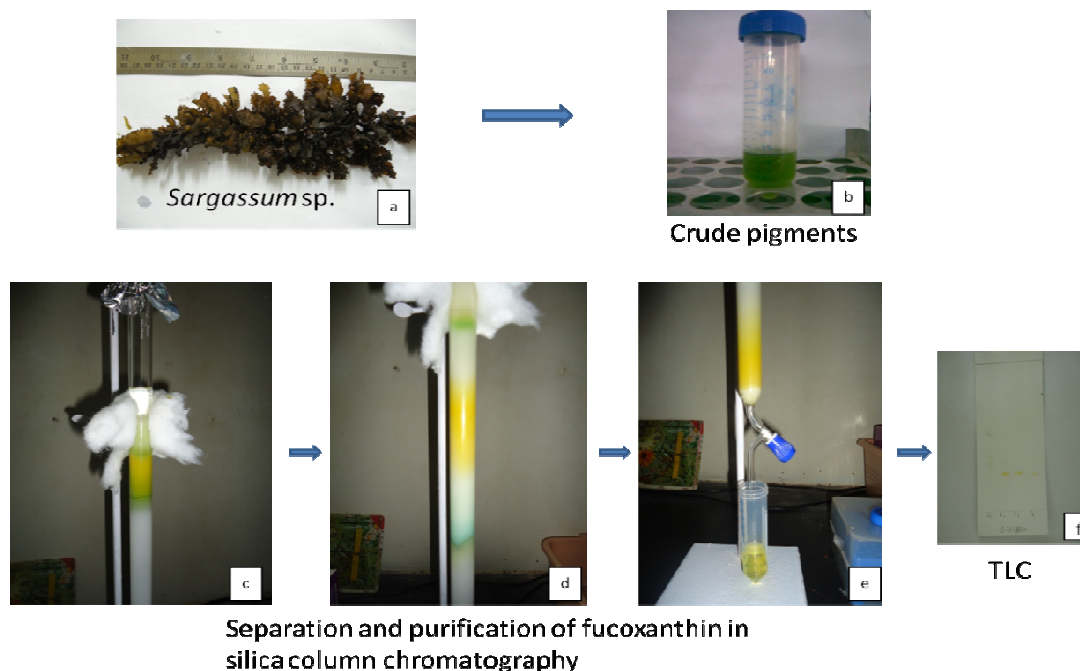 Sargassum sp.
a
b
Crude pigments
c
d
e
f
TLC
Separation and purification of fucoxanthin in
silica column chromatography